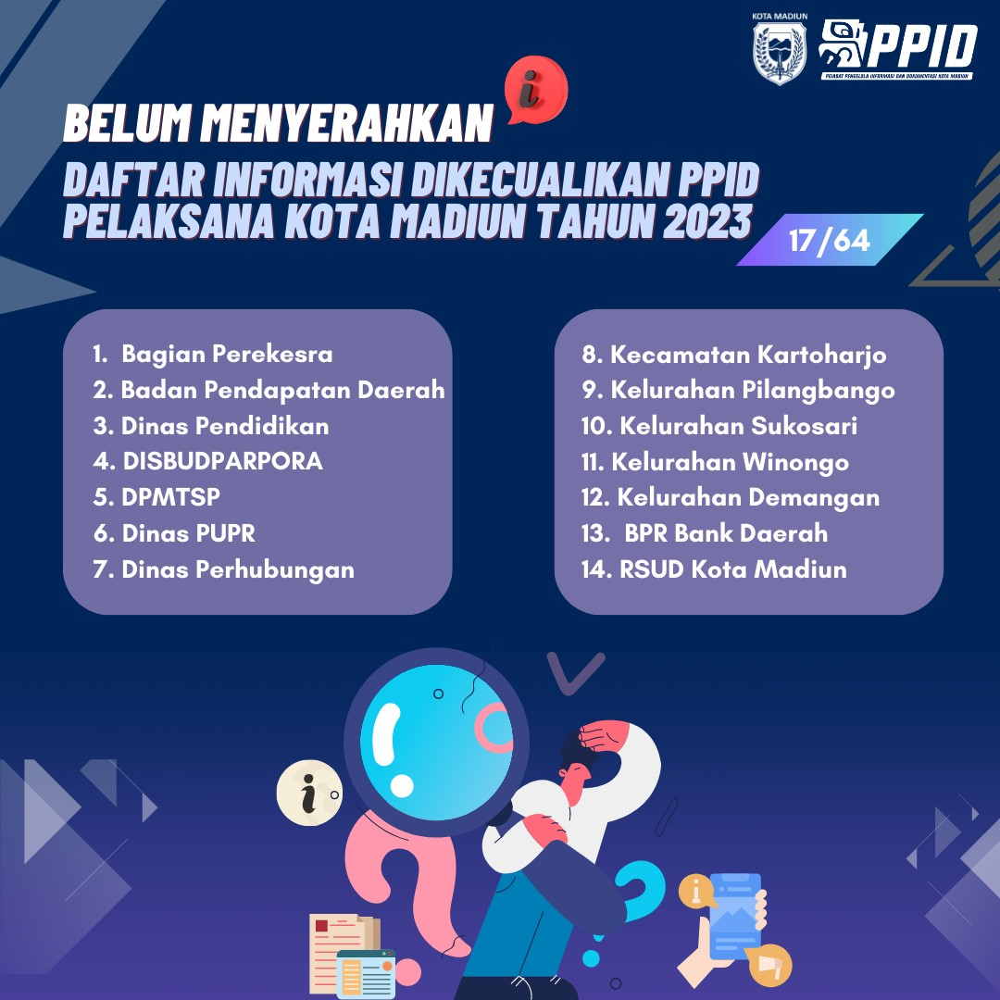 KOTA MADIUN
PPID
PEJABAT PENGELOLA INFORMASI DAN DOKUMENTASI KOTA MADIUN
BELUM MENYERAHKAN
i
DAFTAR INFORMASI DIKECUALIKAN PPID
PELAKSANA KOTA MADIUN TAHUN 2023
17/64
1. Bagian Perekesra
2. Badan Pendapatan Daerah
3. Dinas Pendidikan
4. DISBUDPARPORA
5. DPMTSP
6. Dinas PUPR
7. Dinas Perhubungan
8. Kecamatan Kartoharjo
9. Kelurahan Pilangbango
10. Kelurahan Sukosari
11. Kelurahan Winongo
12. Kelurahan Demangan
13. BPR Bank Daerah
14. RSUD Kota Madiun
i
i